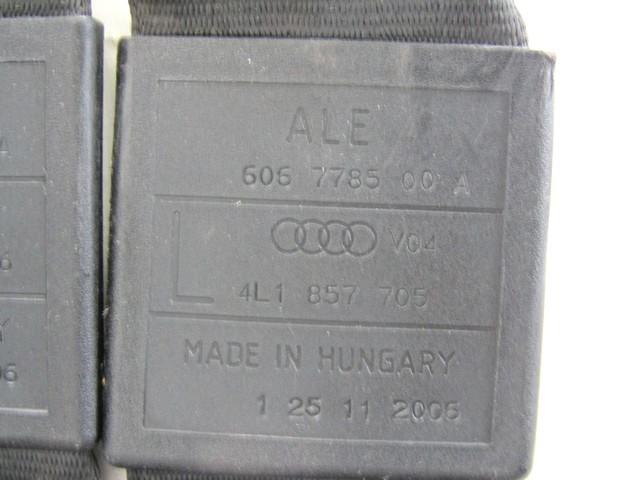 ALE
606 7785 00 A
V04
L
4L1 857 705
MADE IN HUNGARY
1 25 11 2006